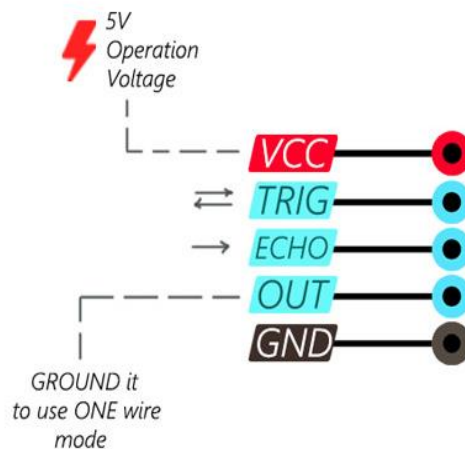 5V
Operation
Voltage
VCC
TRIG
ECHO
OUT
GND
GROUND it
to use ONE wire
mode